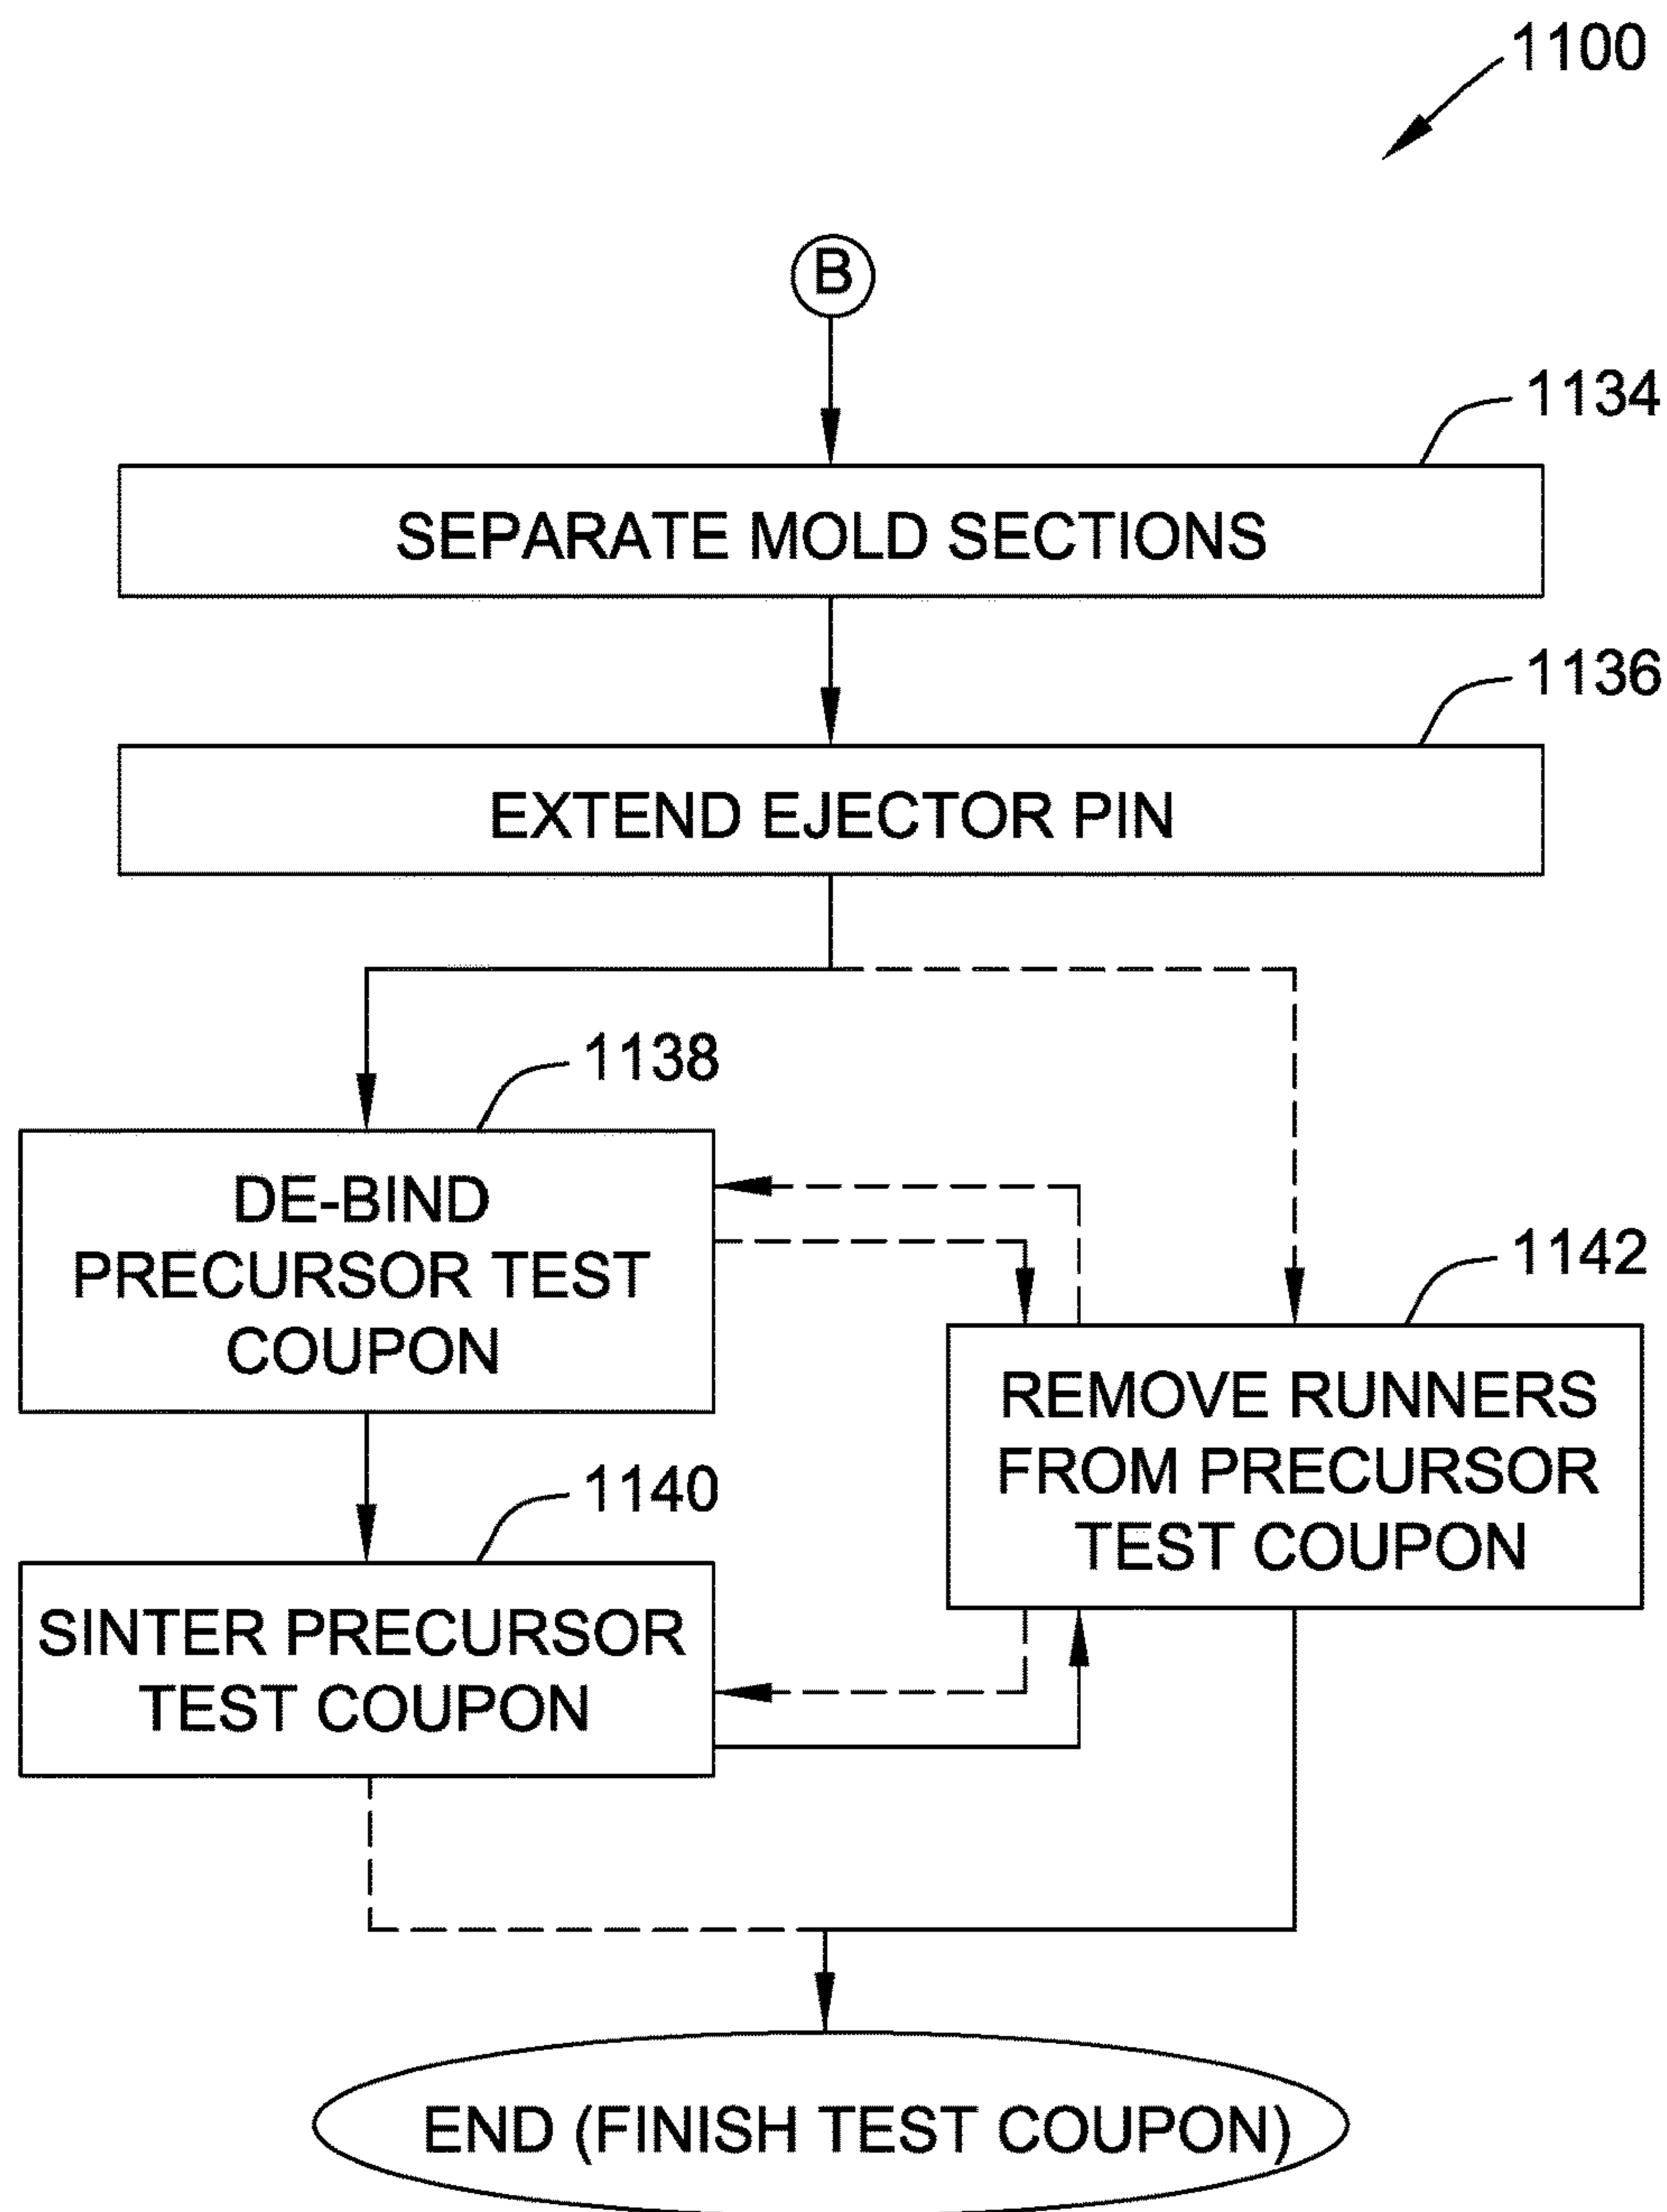 1100
B
1134
SEPARATE MOLD SECTIONS
1136
EXTEND EJECTOR PIN
1138
DE-BIND
PRECURSOR TEST
COUPON
1142
REMOVE RUNNERS
FROM PRECURSOR
TEST COUPON
1140
SINTER PRECURSOR
TEST COUPON
END (FINISH TEST COUPON)